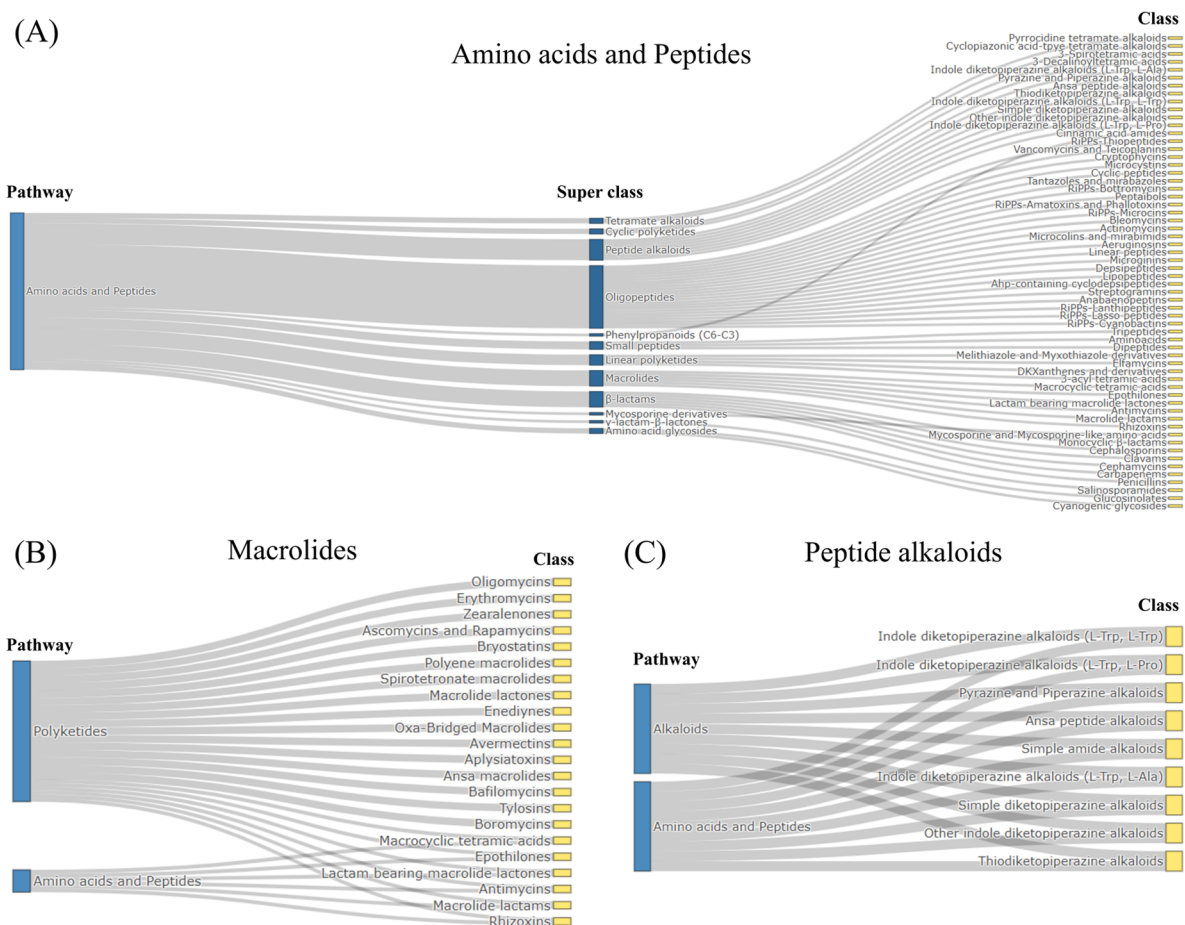 (A)
Amino acids and Peptides
Pathway
Super class
Class
Amino acids and Peptides
Tetramate alkaloids
Cyclic polyketides
Peptide alkaloids
Oligopeptides
Phenylpropanoids (C6-C3)
Small peptides
Linear polyketides
Macrolides
β-lactams
Mycosporine derivatives
γ-lactam-β-lactones
Amino acid glycosides
Pyrrocidine tetramate alkaloids
Cyclopiazonic acid-tpye tetramate alkaloids
3-Spirotetramic acids
3-Decalinoyltetramic acids
Indole diketopiperazine alkaloids (L-Trp, L-Ala)
Pyrazine and Piperazine alkaloids
Ansa peptide alkaloids
Thiodiketopiperazine alkaloids
Indole diketopiperazine alkaloids (L-Trp, L-Trp)
Simple diketopiperazine alkaloids
Other indole diketopiperazine alkaloids
Indole diketopiperazine alkaloids (L-Trp, L-Pro)
Cinnamic acid amides
RiPPs-Thiopeptides
Vancomycins and Teicoplanins
Cryptophycins
Microcystins
Cyclic peptides
Tantazoles and mirabazoles
RiPPs-Bottromycins
Peptaibols
RiPPs-Amatoxins and Phallotoxins
RiPPs-Microcins
Bleomycins
Actinomycins
Microcolins and mirabimids
Aeruginosins
Linear peptides
Microginins
Depsipeptides
Lipopeptides
Ahp-containing cyclodepsipeptides
Streptogramins
Anabaenopeptins
RiPPs-Lanthipeptides
RiPPs-Lasso peptides
RiPPs-Cyanobactins
Tripeptides
Aminoacids
Dipeptides
Melithiazole and Myxothiazole derivatives
Elfamycins
DKXanthenes and derivatives
3-acyl tetramic acids
Macrocyclic tetramic acids
Epothilones
Lactam bearing macrolide lactones
Antimycins
Macrolide lactams
Rhizoxins
Mycosporine and Mycosporine-like amino acids
Monocyclic β-lactams
Cephalosporins
Clavams
Cephamycins
Carbapenems
Penicillins
Salinosporamides
Glucosinolates
Cyanogenic glycosides
(B)
Macrolides
Pathway
Class
Polyketides
Amino acids and Peptides
Oligomycins
Erythromycins
Zearalenones
Ascomycins and Rapamycins
Bryostatins
Polyene macrolides
Spirotetronate macrolides
Macrolide lactones
Enediynes
Oxa-Bridged Macrolides
Avermectins
Aplysiatoxins
Ansa macrolides
Bafilomycins
Tylosins
Boromycins
Macrocyclic tetramic acids
Epothilones
Lactam bearing macrolide lactones
Antimycins
Macrolide lactams
Rhizoxins
(C)
Peptide alkaloids
Pathway
Class
Alkaloids
Amino acids and Peptides
Indole diketopiperazine alkaloids (L-Trp, L-Trp)
Indole diketopiperazine alkaloids (L-Trp, L-Pro)
Pyrazine and Piperazine alkaloids
Ansa peptide alkaloids
Simple amide alkaloids
Indole diketopiperazine alkaloids (L-Trp, L-Ala)
Simple diketopiperazine alkaloids
Other indole diketopiperazine alkaloids
Thiodiketopiperazine alkaloids